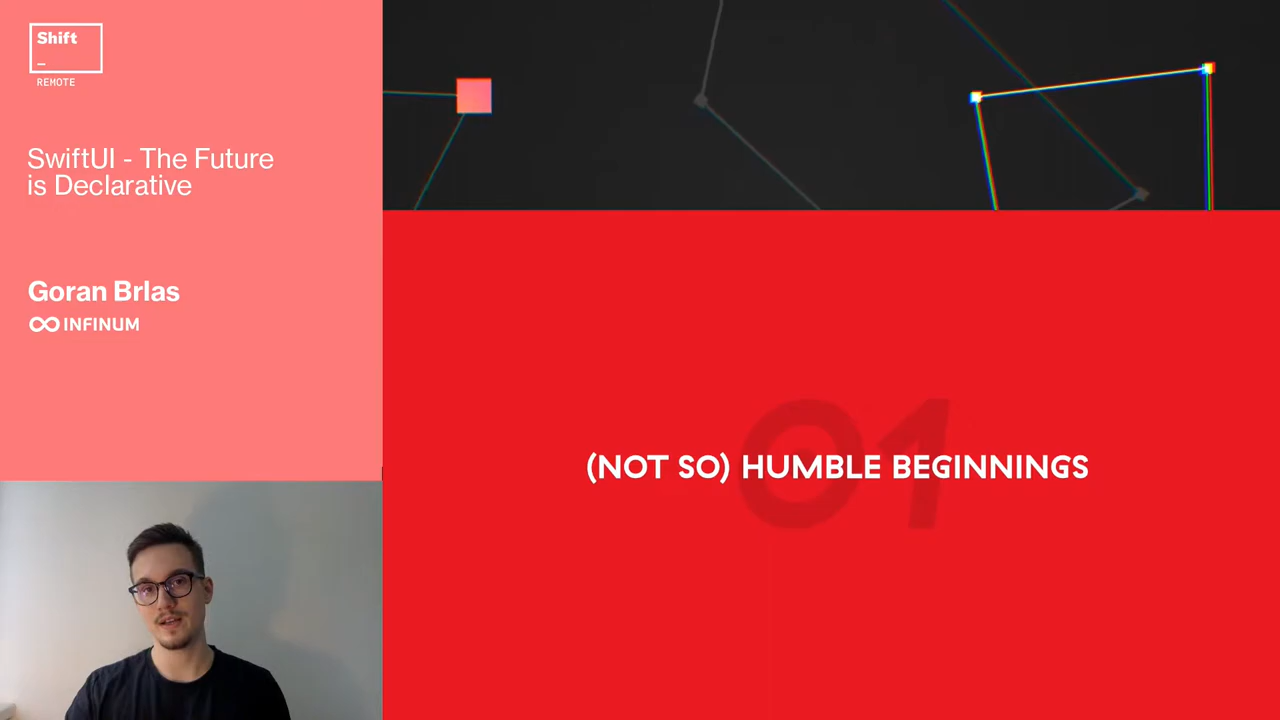 Shift
_
REMOTE
SwiftUI - The Future
is Declarative
Goran Brlas
INFINUM
01
(NOT SO) HUMBLE BEGINNINGS